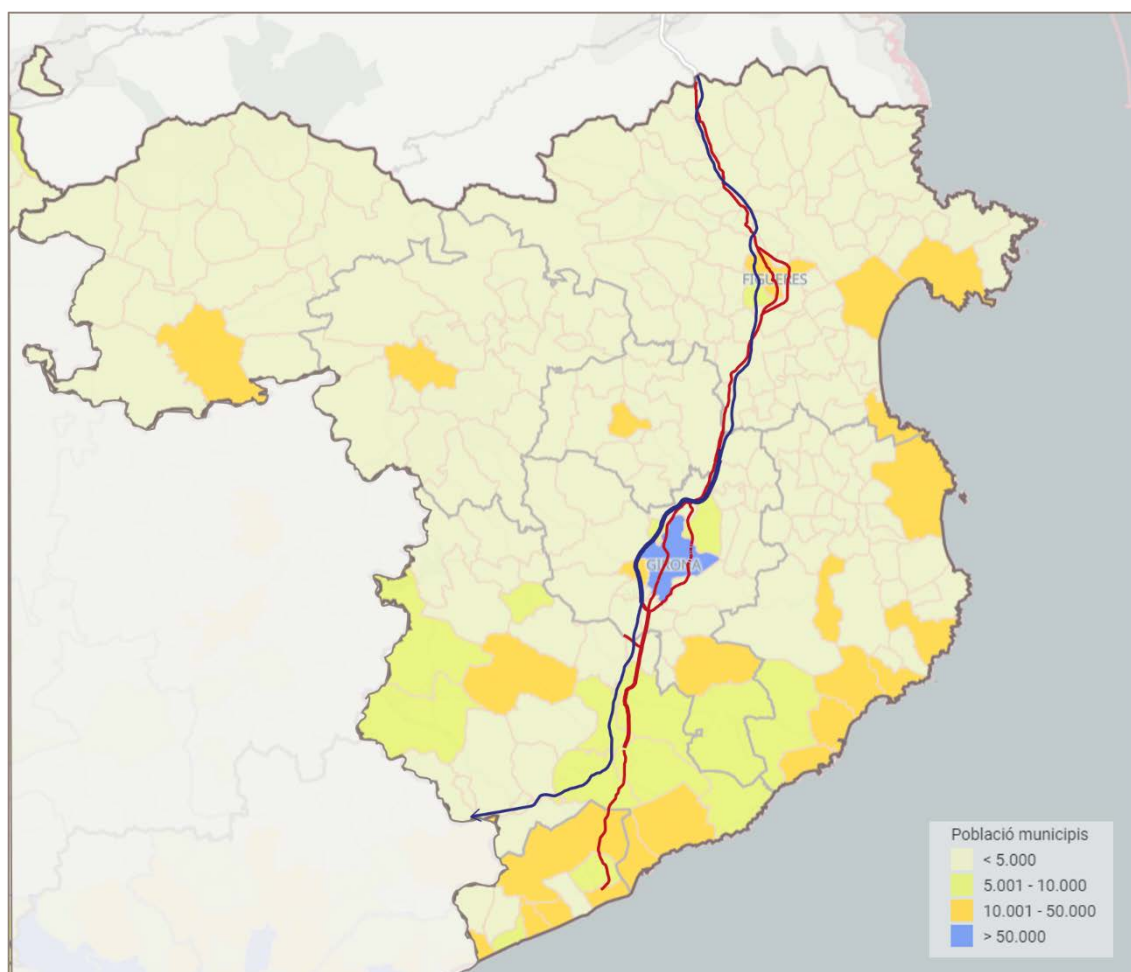 FIGUERES
GIRONA
Població municipis
< 5.000
5.001 - 10.000
10.001 - 50.000
> 50.000